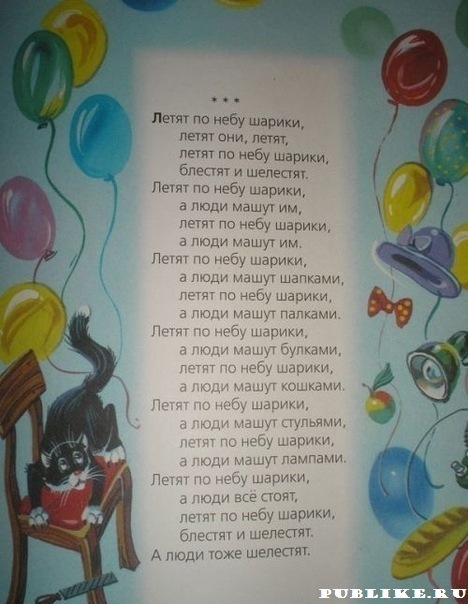 * * *
Летят по небу шарики,
летят они, летят,
летят по небу шарики,
блестят и шелестят.
Летят по небу шарики,
а люди машут им,
летят по небу шарики,
а люди машут им.
Летят по небу шарики,
а люди машут шапками,
летят по небу шарики,
а люди машут палками.
Летят по небу шарики,
а люди машут булками,
летят по небу шарики,
а люди машут кошками.
Летят по небу шарики,
а люди машут стульями,
летят по небу шарики,
а люди машут лампами.
Летят по небу шарики,
а люди всё стоят,
летят по небу шарики,
блестят и шелестят.
А люди тоже шелестят.
PUBLIKE.RU